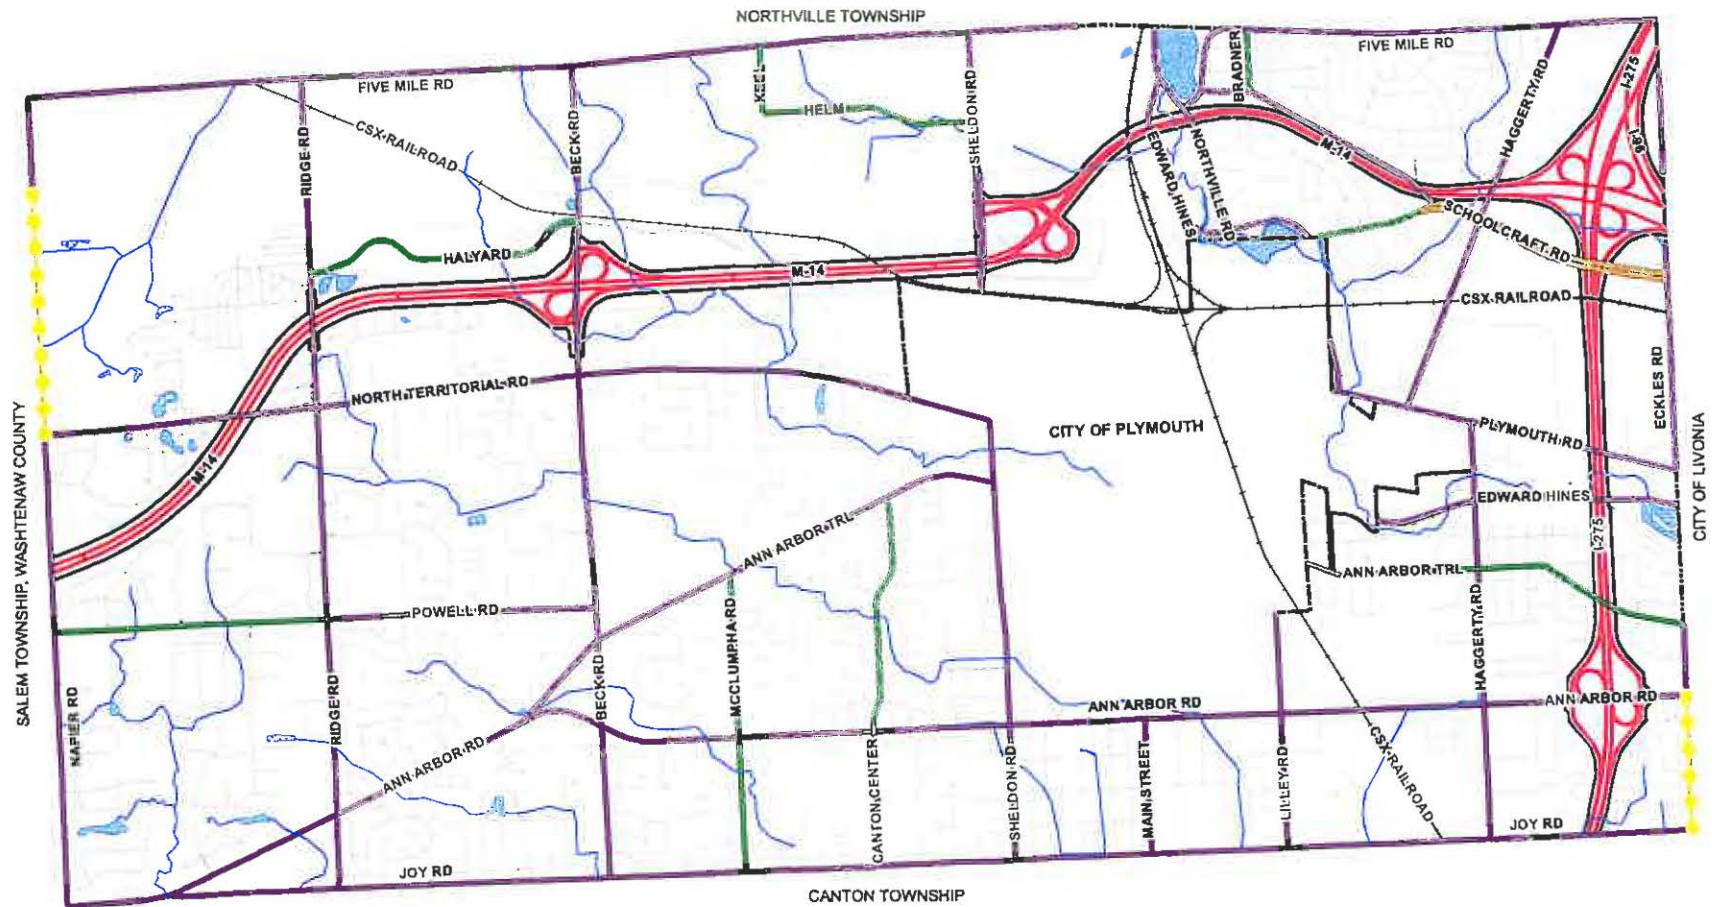 NORTHVILLE TOWNSHIP
FIVE MILE RD
FIVE MILE RD
KEEL
HELM
BECK RD
SHELDON RD
BRADNER
HAGGERTY RD
I-275
I-96
CSX RAILROAD
RIDGE RD
M-14
EDWARD HINES
NORTHVILLE RD
SCHOOLCRAFT RD
HALYARD
M-14
CSX RAILROAD
NORTH TERRITORIAL RD
ECKLES RD
CITY OF PLYMOUTH
PLYMOUTH RD
M-14
EDWARD HINES
SALEM TOWNSHIP, WASHTENAW COUNTY
CITY OF LIVONIA
I-275
ANN ARBOR TRL
ANN ARBOR TRL
POWELL RD
MCCLUMPHA RD
HAGGERTY RD
NAPIER RD
RIDGE RD
BECK RD
ANN ARBOR RD
ANN ARBOR RD
ANN ARBOR RD
CANTON CENTER
SHELDON RD
MAIN STREET
LILLEY RD
CSX RAILROAD
JOY RD
JOY RD
CANTON TOWNSHIP